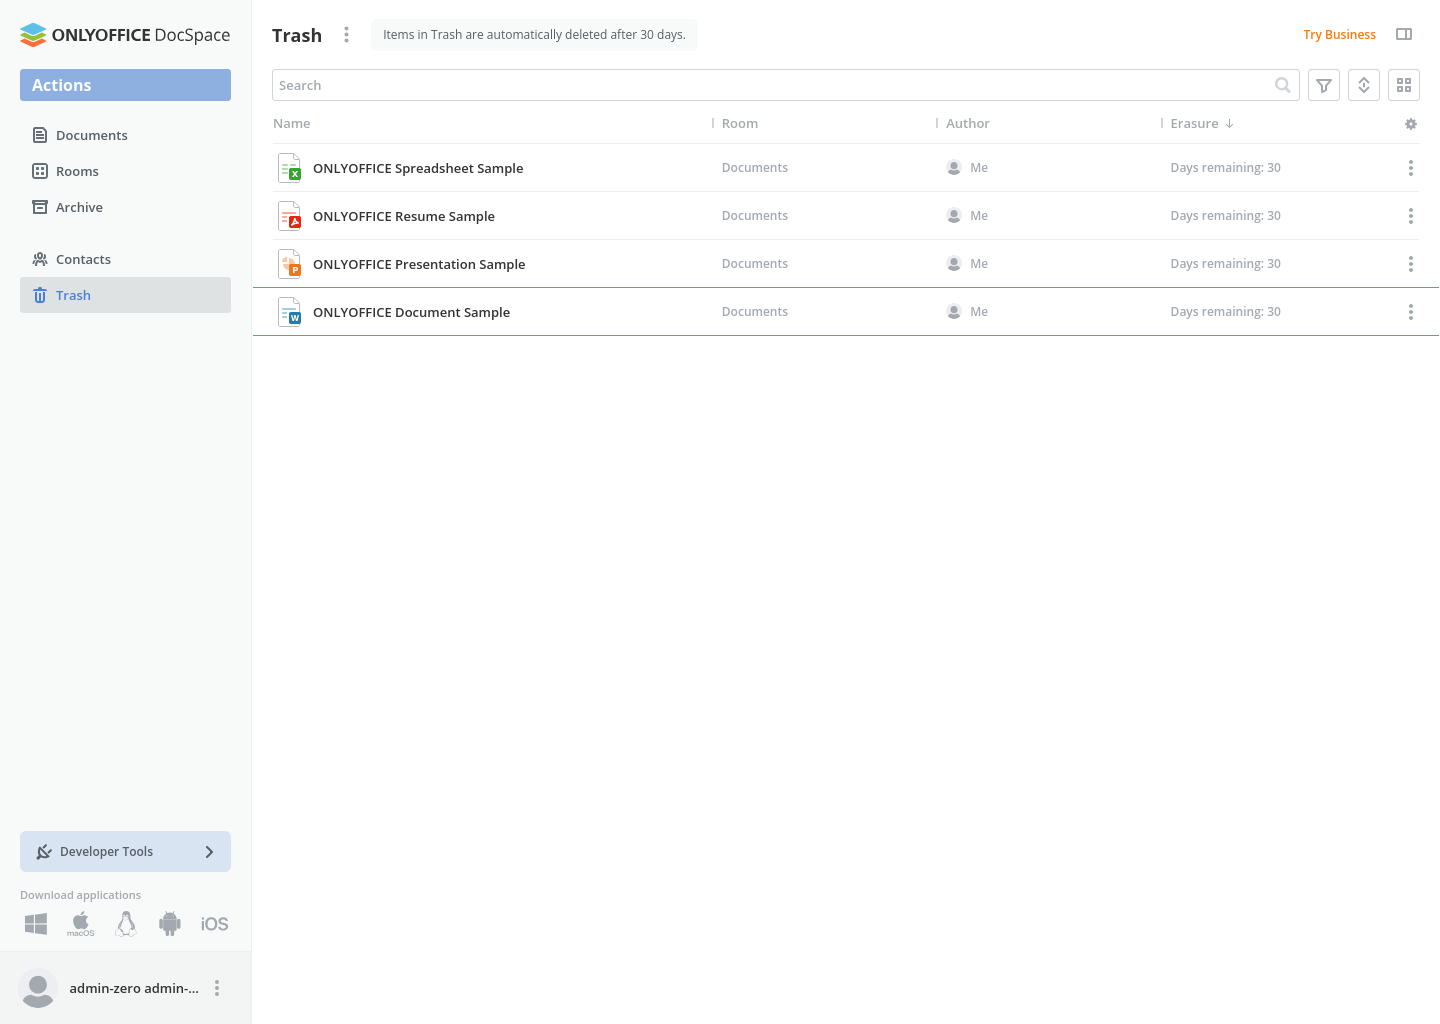 ONLYOFFICE DocSpace
Actions
Documents
Rooms
Archive
Contacts
Trash
Developer Tools
Download applications
macOS
iOS
admin-zero admin-...
Trash
Items in Trash are automatically deleted after 30 days.
Try Business
Search
Name Room Author Erasure
X
ONLYOFFICE Spreadsheet Sample Documents Me Days remaining: 30
ONLYOFFICE Resume Sample Documents Me Days remaining: 30
P
ONLYOFFICE Presentation Sample Documents Me Days remaining: 30
W
ONLYOFFICE Document Sample Documents Me Days remaining: 30